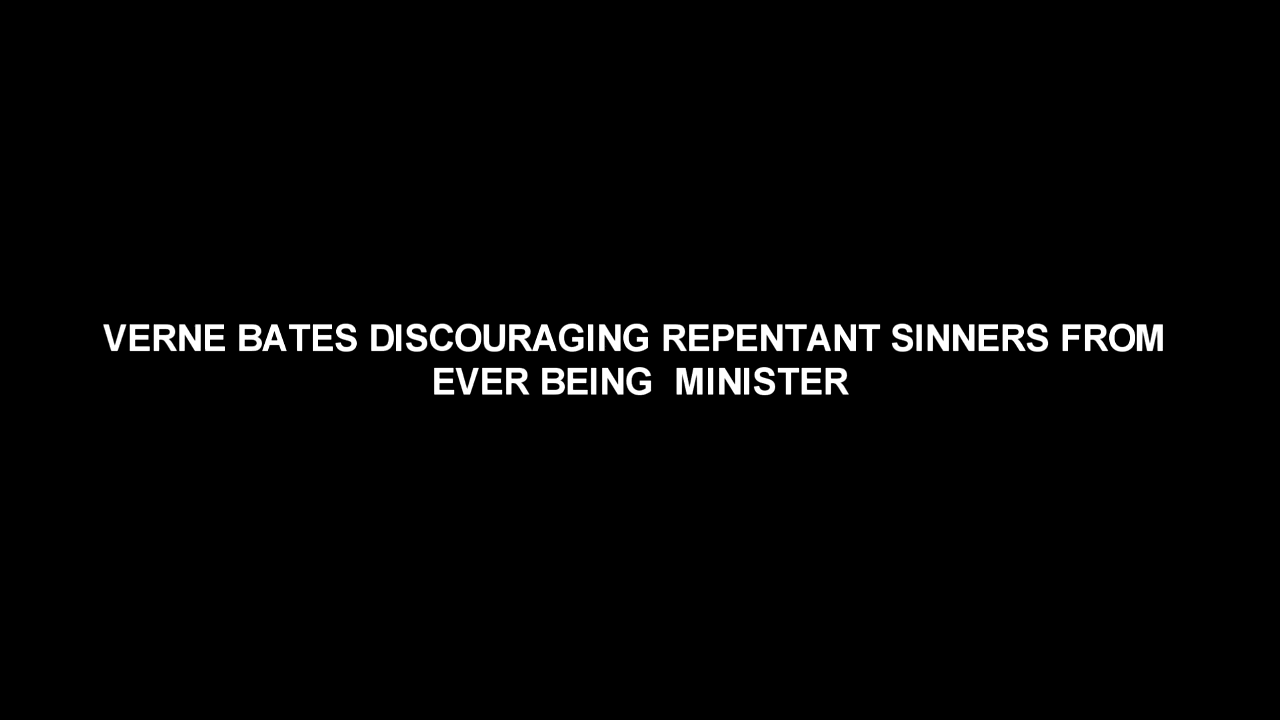 VERNE BATES DISCOURAGING REPENTANT SINNERS FROM
EVER BEING  MINISTER